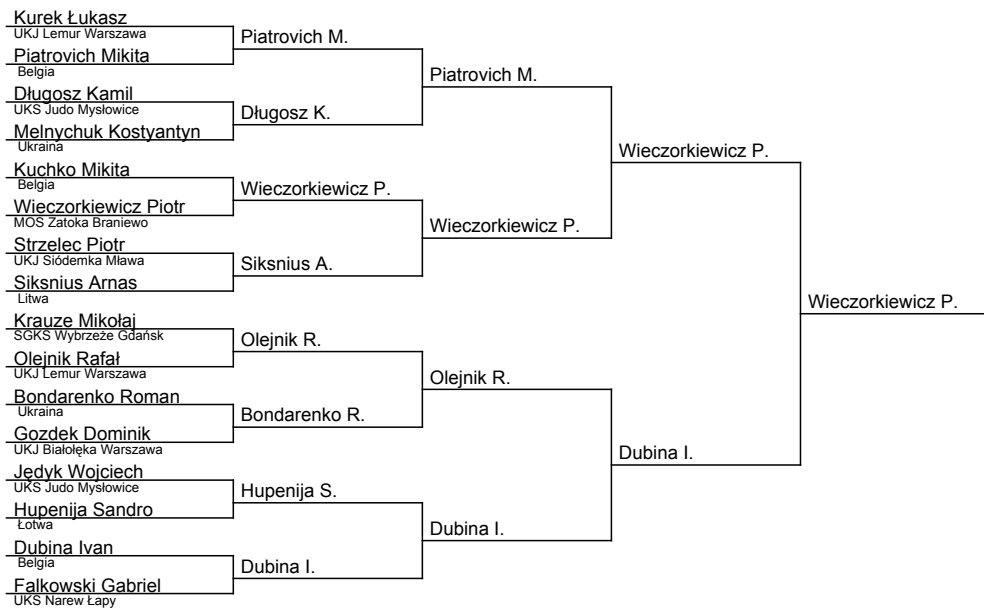 Kurek Łukasz
UKJ Lemur Warszawa
Piatrovich Mikita
Belgia
Długosz Kamil
UKS Judo Mysłowice
Melnychuk Kostyantyn
Ukraina
Kuchko Mikita
Belgia
Wieczorkiewicz Piotr
MOS Zatoka Braniewo
Strzelec Piotr
UKJ Siódemka Mława
Siksnius Arnas
Litwa
Krauze Mikołaj
SGKS Wybrzeże Gdańsk
Olejnik Rafał
UKJ Lemur Warszawa
Bondarenko Roman
Ukraina
Gozdek Dominik
UKJ Białołęka Warszawa
Jędyk Wojciech
UKS Judo Mysłowice
Hupenija Sandro
Łotwa
Dubina Ivan
Belgia
Falkowski Gabriel
UKS Narew Łapy
Piatrovich M.
Długosz K.
Wieczorkiewicz P.
Siksnius A.
Olejnik R.
Bondarenko R.
Hupenija S.
Dubina I.
Piatrovich M.
Wieczorkiewicz P.
Olejnik R.
Dubina I.
Wieczorkiewicz P.
Dubina I.
Wieczorkiewicz P.